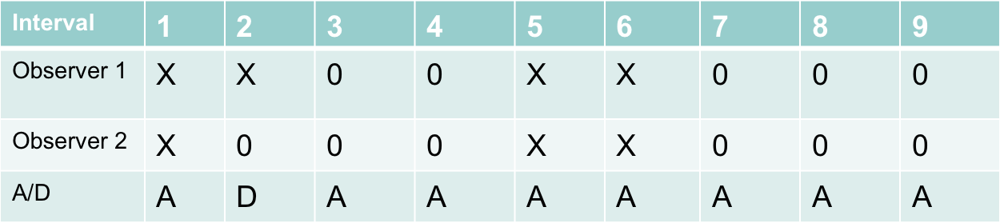 Interval 1 2 3 4 5 6 7 8 9
Observer 1 X X 0 0 X X 0 0 0
Observer 2 X 0 0 0 X X 0 0 0
A/D A D A A A A A A A